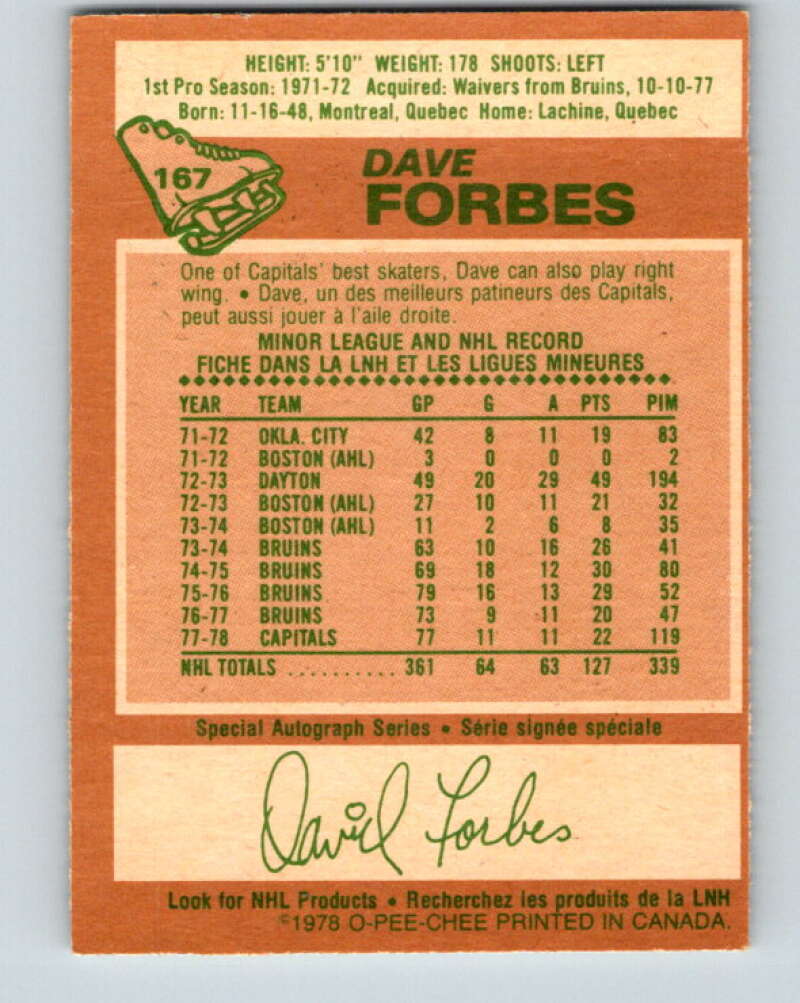 HEIGHT: 5'10" WEIGHT: 178 SHOOTS: LEFT
1st Pro Season: 1971-72 Acquired: Waivers from Bruins, 10-10-77
Born: 11-16-48, Montreal, Quebec Home: Lachine, Quebec
167
DAVE
FORBES
One of Capitals' best skaters, Dave can also play right
wing. • Dave, un des meilleurs patineurs des Capitals,
peut aussi jouer à l'aile droite.
MINOR LEAGUE AND NHL RECORD
FICHE DANS LA LNH ET LES LIGUES MINEURES
YEAR TEAM GP G A PTS PIM
71-72 OKLA. CITY 42 8 11 19 83
71-72 BOSTON (AHL) 3 0 0 0 2
72-73 DAYTON 49 20 29 49 194
72-73 BOSTON (AHL) 27 10 11 21 32
73-74 BOSTON (AHL) 11 2 6 8 35
73-74 BRUINS 63 10 16 26 41
74-75 BRUINS 69 18 12 30 80
75-76 BRUINS 79 16 13 29 52
76-77 BRUINS 73 9 11 20 47
77-78 CAPITALS 77 11 11 22 119
NHL TOTALS .......... 361 64 63 127 339
Special Autograph Series • Série signée spéciale
David Forbes
Look for NHL Products • Recherchez les produits de la LNH
©1978 O-PEE-CHEE PRINTED IN CANADA.